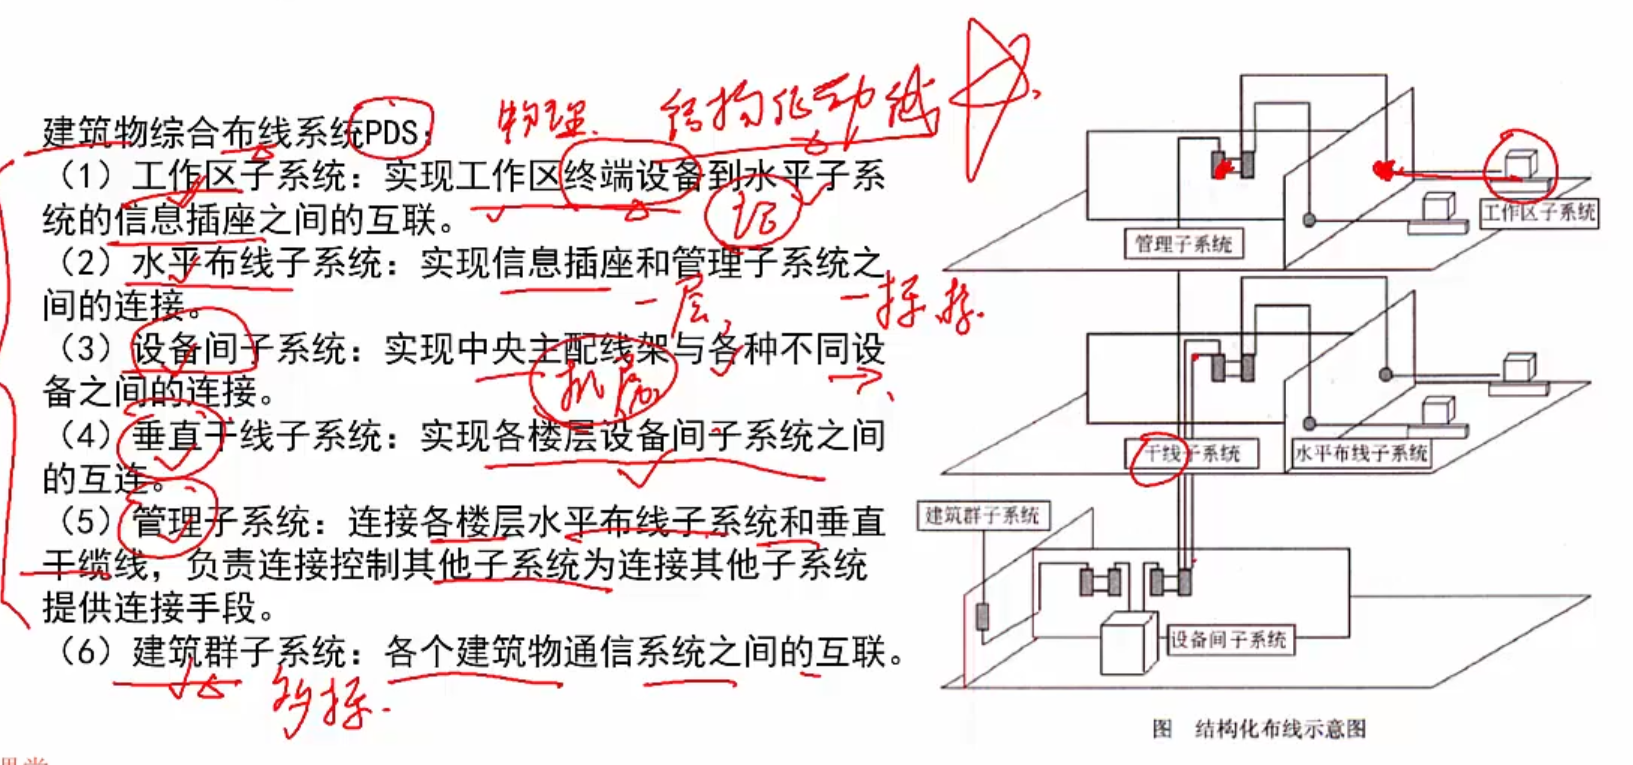 物理 结构化布线
建筑物综合布线系统PDS：
（1）工作区子系统：实现工作区终端设备到水平子系
统的信息插座之间的互联。
（2）水平布线子系统：实现信息插座和管理子系统之
间的连接。
一层
一栋楼
（3）设备间子系统：实现中央主配线架与各种不同设
备之间的连接。
机房
（4）垂直干线子系统：实现各楼层设备间子系统之间
的互连。
（5）管理子系统：连接各楼层水平布线子系统和垂直
干缆线，负责连接控制其他子系统为连接其他子系统
提供连接手段。
（6）建筑群子系统：各个建筑物通信系统之间的互联。
多栋
工作区子系统
管理子系统
干线子系统
水平布线子系统
建筑群子系统
设备间子系统
图 结构化布线示意图